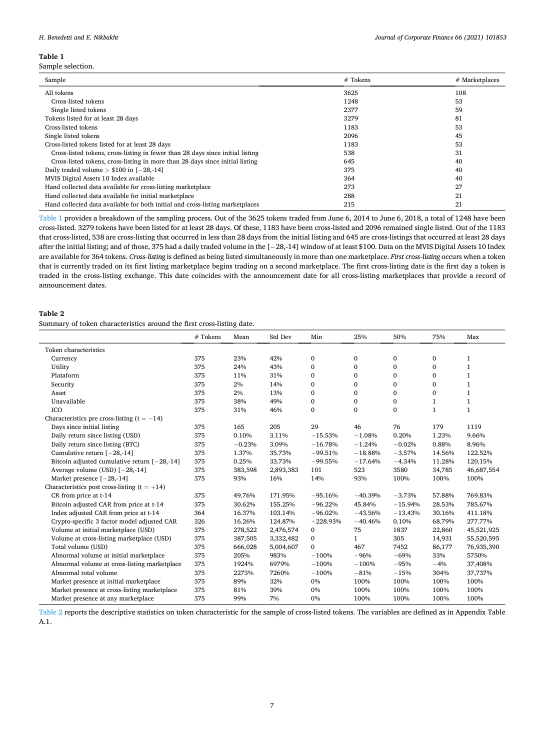 H. Benedetti and E. Nikbakht
Journal of Corporate Finance 66 (2021) 101853
Table 1
Sample selection.
Sample # Tokens # Marketplaces
All tokens 3625 108
Cross-listed tokens 1248 53
Single listed tokens 2377 59
Tokens listed for at least 28 days 3279 81
Cross-listed tokens 1183 53
Single listed tokens 2096 45
Cross-listed tokens listed for at least 28 days 1183 53
Cross-listed tokens, cross-listing in fewer than 28 days since initial listing 538 31
Cross-listed tokens, cross-listing in more than 28 days since initial listing 645 40
Daily traded volume > $100 in [−28,-14] 375 40
MVIS Digital Assets 10 Index available 364 40
Hand collected data available for cross-listing marketplace 273 27
Hand collected data available for initial marketplace 288 21
Hand collected data available for both initial and cross-listing marketplaces 215 21
Table 1 provides a breakdown of the sampling process. Out of the 3625 tokens traded from June 6, 2014 to June 6, 2018, a total of 1248 have been
cross-listed. 3279 tokens have been listed for at least 28 days. Of these, 1183 have been cross-listed and 2096 remained single listed. Out of the 1183
that cross-listed, 538 are cross-listing that occurred in less than 28 days from the initial listing and 645 are cross-listings that occurred at least 28 days
after the initial listing; and of those, 375 had a daily traded volume in the [−28,-14] window of at least $100. Data on the MVIS Digital Assets 10 Index
are available for 364 tokens. Cross-listing is defined as being listed simultaneously in more than one marketplace. First cross-listing occurs when a token
that is currently traded on its first listing marketplace begins trading on a second marketplace. The first cross-listing date is the first day a token is
traded in the cross-listing exchange. This date coincides with the announcement date for all cross-listing marketplaces that provide a record of
announcement dates.
Table 2
Summary of token characteristics around the first cross-listing date.
# Tokens Mean Std Dev Min 25% 50% 75% Max
Token characteristics
Currency 375 23% 42% 0 0 0 0 1
Utility 375 24% 43% 0 0 0 0 1
Plataform 375 11% 31% 0 0 0 0 1
Security 375 2% 14% 0 0 0 0 1
Asset 375 2% 13% 0 0 0 0 1
Unavailable 375 38% 49% 0 0 0 1 1
ICO 375 31% 46% 0 0 0 1 1
Characteristics pre cross-listing (t = −14)
Days since initial listing 375 165 205 29 46 76 179 1119
Daily return since listing (USD) 375 0.10% 3.11% −15.53% −1.08% 0.20% 1.23% 9.66%
Daily return since listing (BTC) 375 −0.23% 3.09% −16.78% −1.24% −0.02% 0.88% 8.96%
Cumulative return [−28,-14] 375 1.37% 35.73% −99.51% −18.88% −3.57% 14.56% 122.52%
Bitcoin adjusted cumulative return [−28,-14] 375 0.25% 33.73% −99.55% −17.64% −4.34% 11.28% 120.15%
Average volume (USD) [−28,-14] 375 383,598 2,893,383 101 523 3580 34,785 46,687,554
Market presence [−28,-14] 375 93% 16% 14% 93% 100% 100% 100%
Characteristics post cross-listing (t = +14)
CR from price at t-14 375 49.76% 171.95% −95.16% −40.39% −3.73% 57.88% 769.83%
Bitcoin adjusted CAR from price at t-14 375 30.62% 155.25% −96.22% 45.84% −15.94% 28.53% 785.67%
Index adjusted CAR from price at t-14 364 16.37% 103.14% −96.02% −43.56% −13.43% 30.16% 411.18%
Crypto-specific 3 factor model adjusted CAR 326 16.26% 124.87% −228.93% −40.46% 0.10% 68.79% 277.77%
Volume at initial marketplace (USD) 375 278,522 2,476,574 0 75 1837 22,860 45,521,925
Volume at cross-listing marketplace (USD) 375 387,505 3,332,482 0 1 305 14,931 55,520,595
Total volume (USD) 375 666,028 5,004,607 0 467 7452 86,177 76,935,390
Abnormal volume at initial marketplace 375 205% 983% −100% −96% −69% 33% 5750%
Abnormal volume at cross-listing marketplace 375 1924% 6979% −100% −100% −95% −4% 37,408%
Abnormal total volume 375 2273% 7260% −100% −81% −15% 304% 37,737%
Market presence at initial marketplace 375 89% 32% 0% 100% 100% 100% 100%
Market presence at cross-listing marketplace 375 81% 39% 0% 100% 100% 100% 100%
Market presence at any marketplace 375 99% 7% 0% 100% 100% 100% 100%
Table 2 reports the descriptive statistics on token characteristic for the sample of cross-listed tokens. The variables are defined as in Appendix Table
A.1.
7